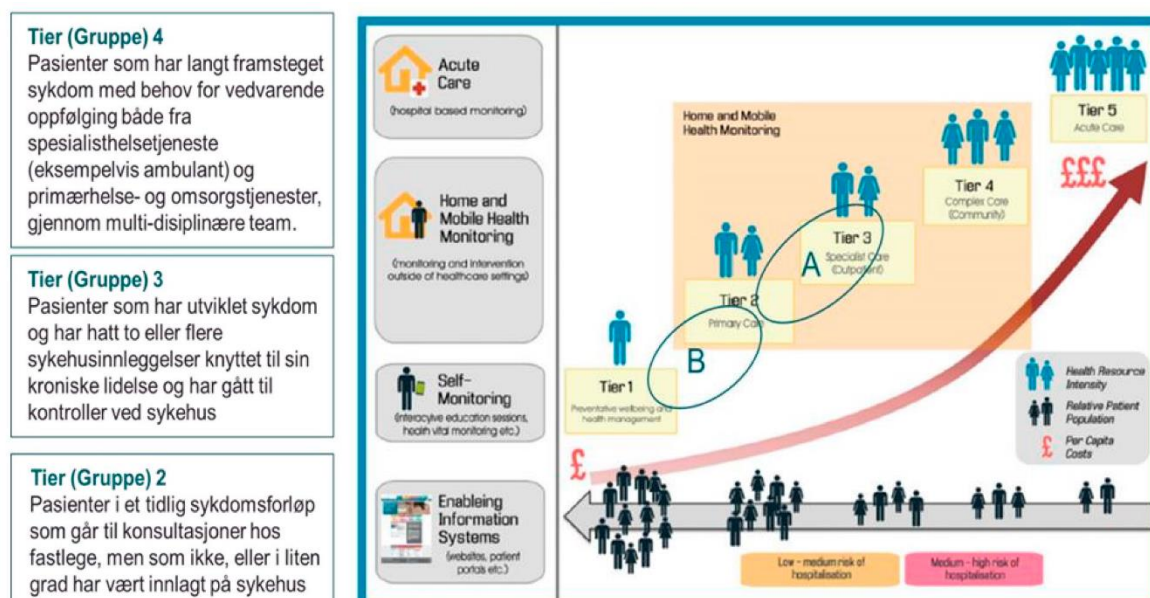 Tier (Gruppe) 4
Pasienter som har langt framsteget
sykdom med behov for vedvarende
oppfølging både fra
spesialisthelsetjeneste
(eksempelvis ambulant) og
primærhelse- og omsorgstjenester,
gjennom multi-disiplinære team.
Tier (Gruppe) 3
Pasienter som har utviklet sykdom
og har hatt to eller flere
sykehusinnleggelser knyttet til sin
kroniske lidelse og har gått til
kontroller ved sykehus
Tier (Gruppe) 2
Pasienter i et tidlig sykdomsforløp
som går til konsultasjoner hos
fastlege, men som ikke, eller i liten
grad har vært innlagt på sykehus
Acute
Care
(hospital based monitoring)
Home and
Mobile Health
Monitoring
(monitoring and intervention
outside of healthcare settings)
Self-
Monitoring
(interacyive education sessions,
health vital monitoring etc.)
Enableing
Information
Systems
(websites, patient
portals etc.)
Home and Mobile
Health Monitoring
Tier 5
Acute Care
£££
Tier 4
Complex Care
(Community)
Tier 3
Specialist Care
(Outpatient)
A
Tier 2
Primary Care
B
Tier 1
Preventative wellbeing and
health management
£
Health Resource
Intensity
Relative Patient
Population
£
Per Capita
Costs
Low - medium risk of
hospitalisation
Medium - high risk of
hospitalisation